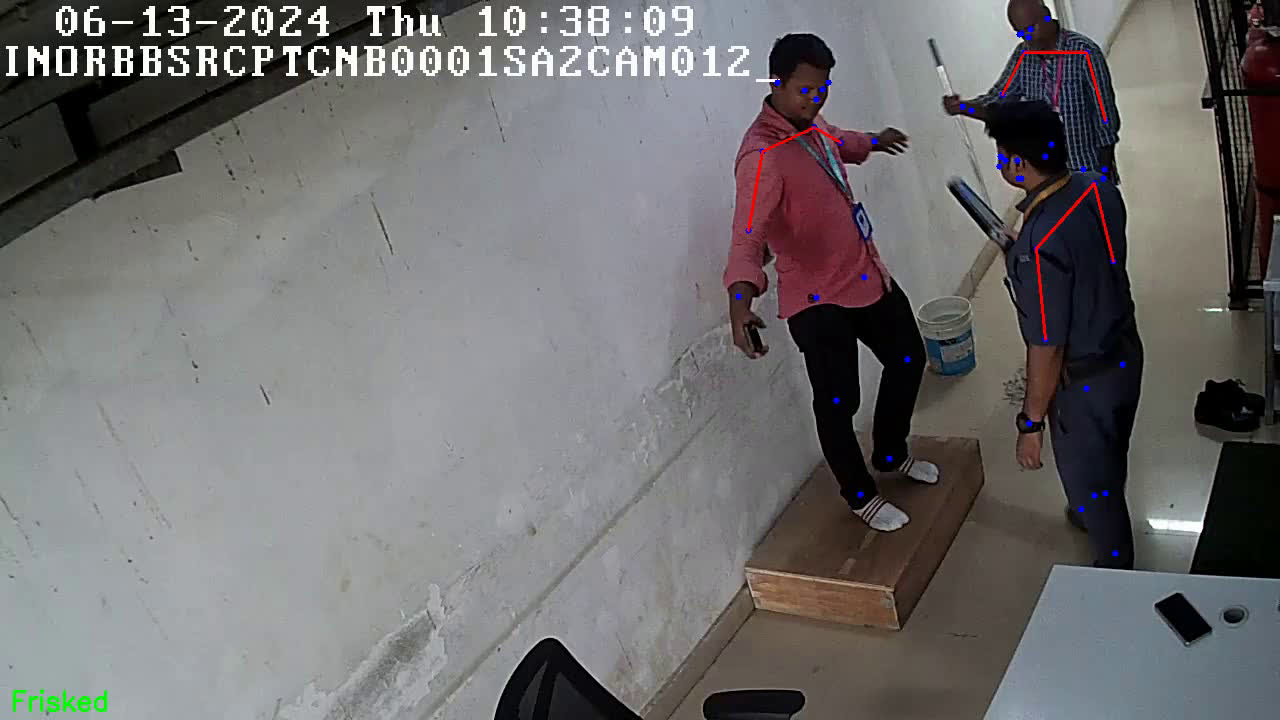 06-13-2024 Thu 10:38:09
INORBBSRCPTCNB0001SA2CAM012_
Frisked